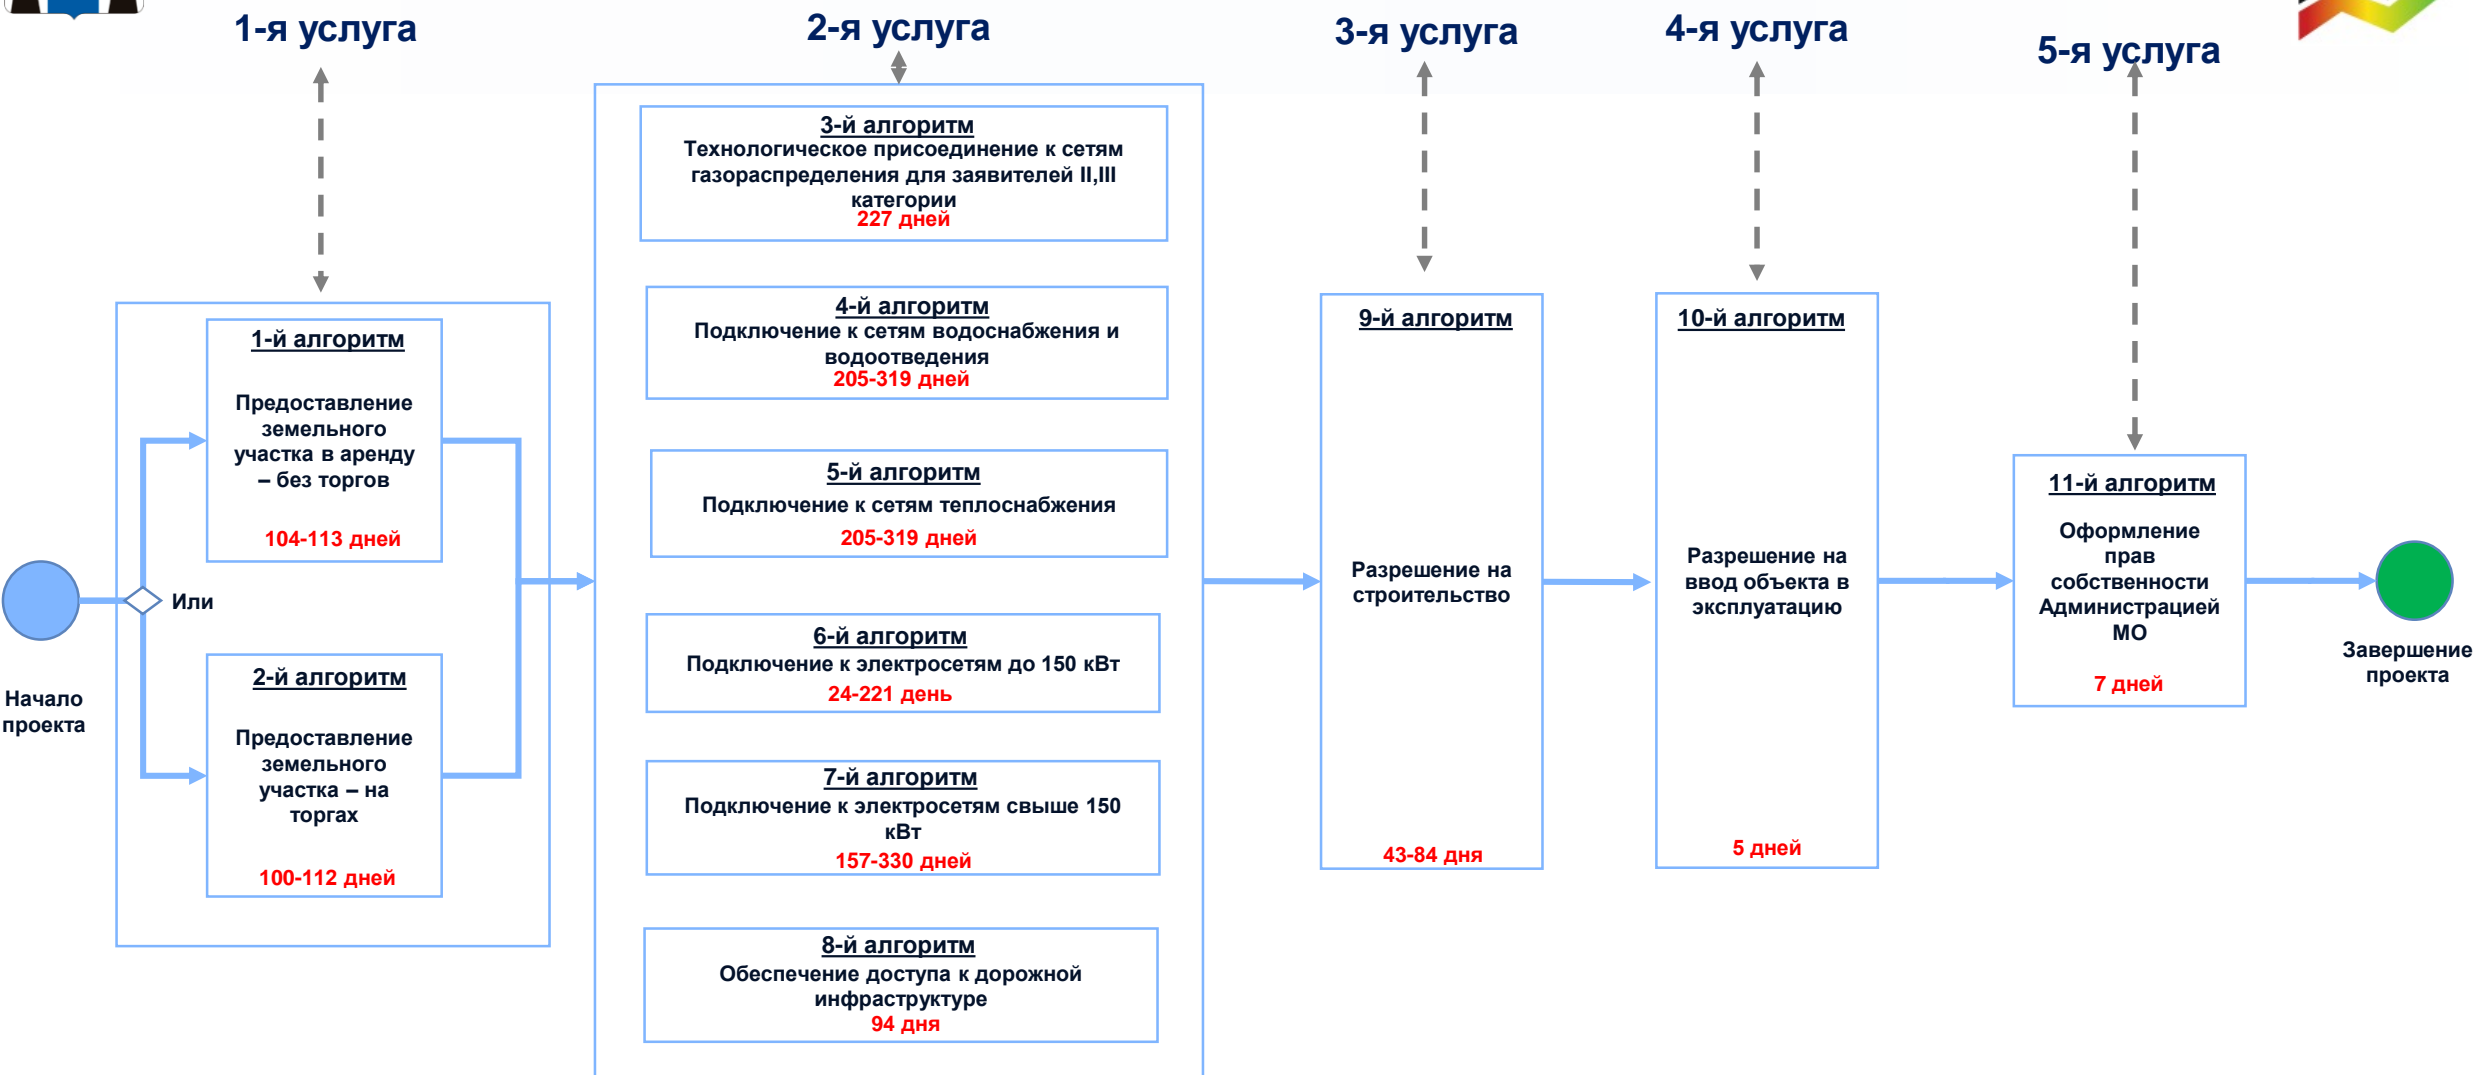 1-я услуга
2-я услуга
3-я услуга
4-я услуга
5-я услуга
Начало
проекта
Или
1-й алгоритм
Предоставление
земельного
участка в аренду
– без торгов
104-113 дней
2-й алгоритм
Предоставление
земельного
участка – на
торгах
100-112 дней
3-й алгоритм
Технологическое присоединение к сетям
газораспределения для заявителей II,III
категории
227 дней
4-й алгоритм
Подключение к сетям водоснабжения и
водоотведения
205-319 дней
5-й алгоритм
Подключение к сетям теплоснабжения
205-319 дней
6-й алгоритм
Подключение к электросетям до 150 кВт
24-221 день
7-й алгоритм
Подключение к электросетям свыше 150
кВт
157-330 дней
8-й алгоритм
Обеспечение доступа к дорожной
инфраструктуре
94 дня
9-й алгоритм
Разрешение на
строительство
43-84 дня
10-й алгоритм
Разрешение на
ввод объекта в
эксплуатацию
5 дней
11-й алгоритм
Оформление
прав
собственности
Администрацией
МО
7 дней
Завершение
проекта